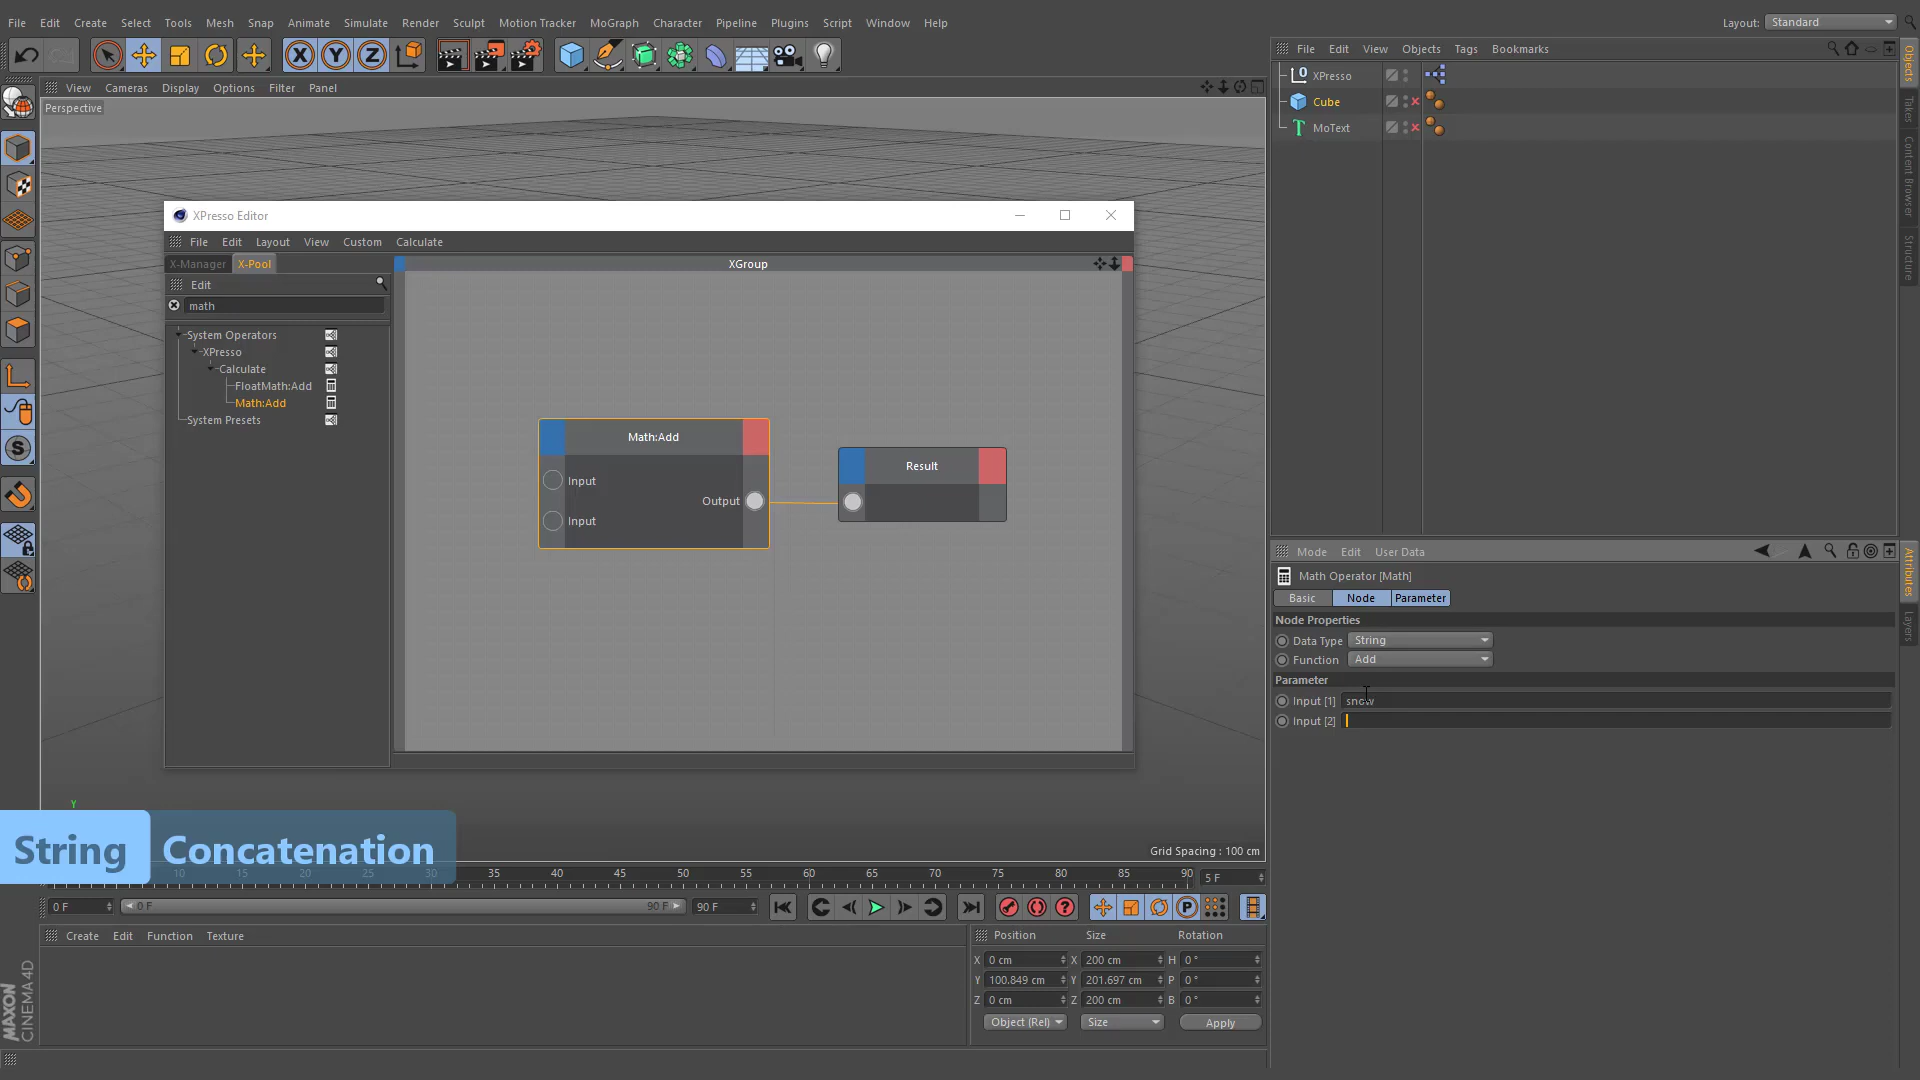 File Edit Create Select Tools Mesh Snap Animate Simulate Render Sculpt Motion Tracker MoGraph Character Pipeline Plugins Script Window Help
Layout: Standard
X Y Z
View Cameras Display Options Filter Panel
Perspective
XPresso Editor
File Edit Layout View Custom Calculate
X-Manager X-Pool
XGroup
Edit
math
System Operators
XPresso
Calculate
FloatMath:Add
Math:Add
System Presets
Math:Add
Input
Output
Input
Result
Y
Grid Spacing : 100 cm
String Concatenation
10 15 20 25 30 35 40 45 50 55 60 65 70 75 80 85 90
5 F
0 F
0 F
90 F
90 F
Create Edit Function Texture
Position Size Rotation
X 0 cm X 200 cm H 0 °
Y 100.849 cm Y 201.697 cm P 0 °
Z 0 cm Z 200 cm B 0 °
Object (Rel) Size Apply
MAXON
CINEMA 4D
File Edit View Objects Tags Bookmarks
XPresso
Cube
MoText
Objects
Takes
Content Browser
Structure
Mode Edit User Data
Math Operator [Math]
Basic Node Parameter
Node Properties
Data Type String
Function Add
Parameter
Input [1] snow
Input [2]
Attributes
Layers